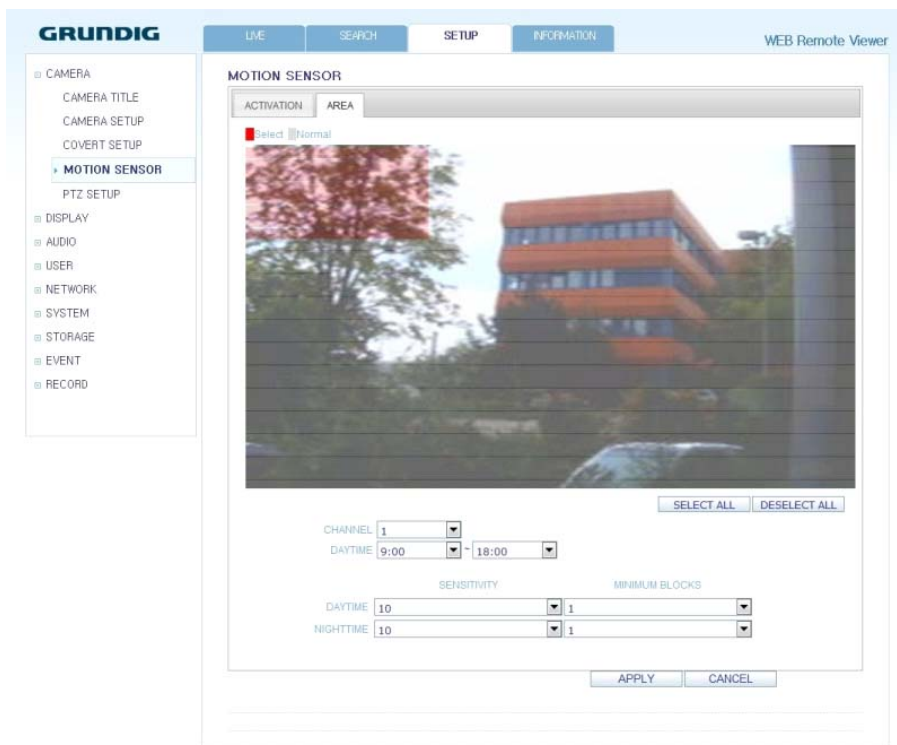 GRUNDIG
LIVE SEARCH SETUP INFORMATION
WEB Remote Viewer
CAMERA
CAMERA TITLE
CAMERA SETUP
COVERT SETUP
MOTION SENSOR
PTZ SETUP
DISPLAY
AUDIO
USER
NETWORK
SYSTEM
STORAGE
EVENT
RECORD
MOTION SENSOR
ACTIVATION AREA
Select Normal
SELECT ALL DESELECT ALL
CHANNEL 1
DAYTIME 9:00 ~ 18:00
SENSITIVITY MINIMUM BLOCKS
DAYTIME 10 1
NIGHTTIME 10 1
APPLY CANCEL